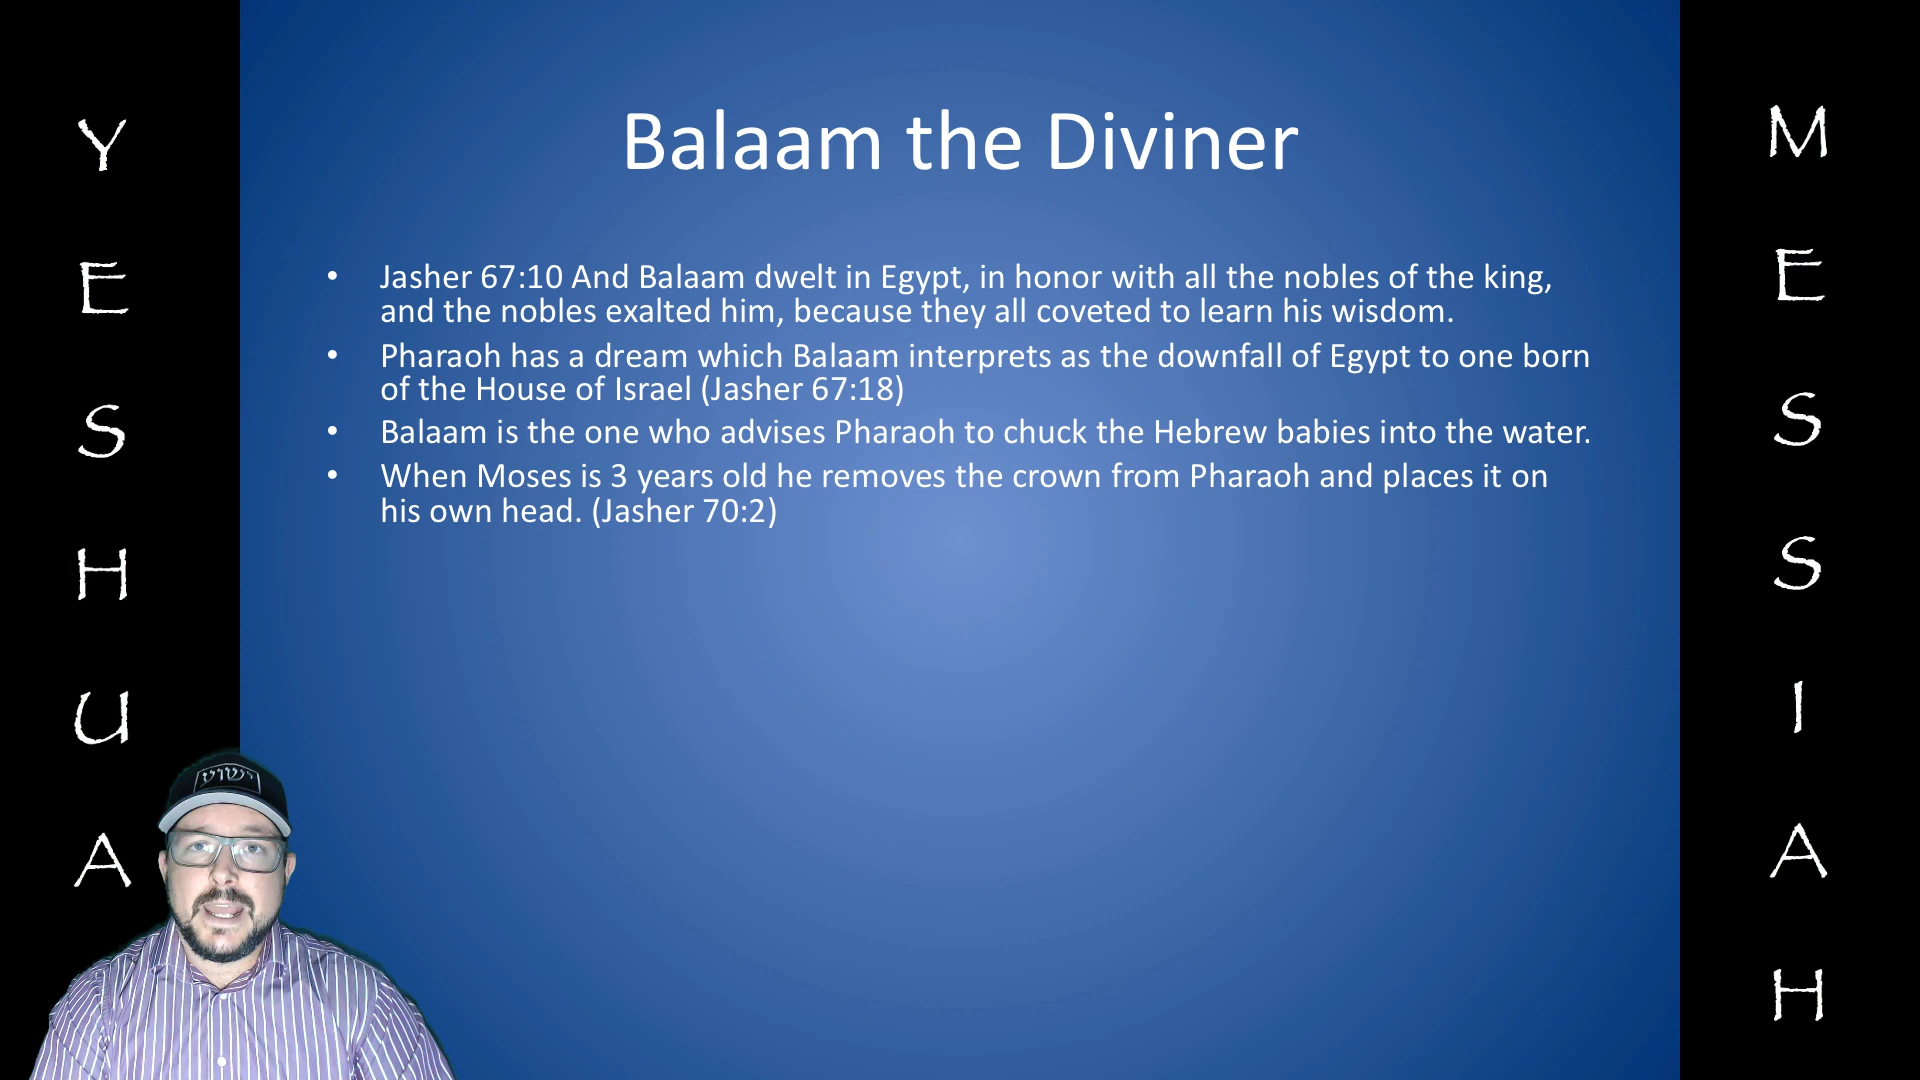 Balaam the Diviner
• Jasher 67:10 And Balaam dwelt in Egypt, in honor with all the nobles of the king,
and the nobles exalted him, because they all coveted to learn his wisdom.
• Pharaoh has a dream which Balaam interprets as the downfall of Egypt to one born
of the House of Israel (Jasher 67:18)
• Balaam is the one who advises Pharaoh to chuck the Hebrew babies into the water.
• When Moses is 3 years old he removes the crown from Pharaoh and places it on
his own head. (Jasher 70:2)
YESHUA
MESSIAH
ישוע